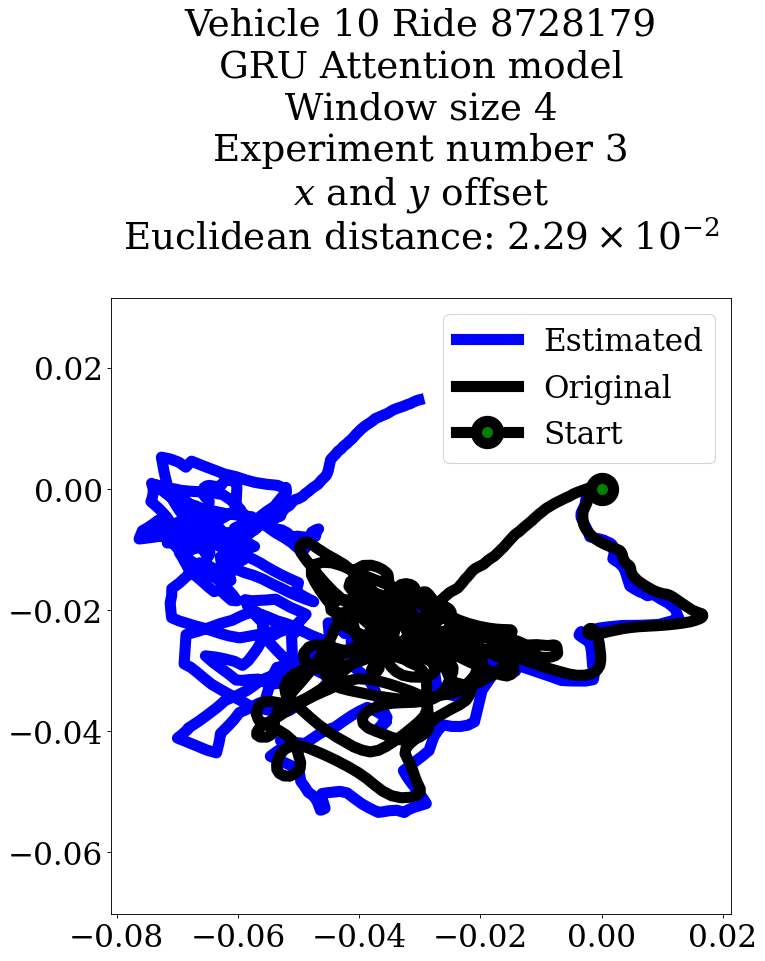 Vehicle 10 Ride 8728179
GRU Attention model
Window size 4
Experiment number 3
x and y offset
Euclidean distance: 2.29 × 10⁻²
Estimated
Original
Start
0.02
0.00
−0.02
−0.04
−0.06
−0.08 −0.06 −0.04 −0.02 0.00 0.02